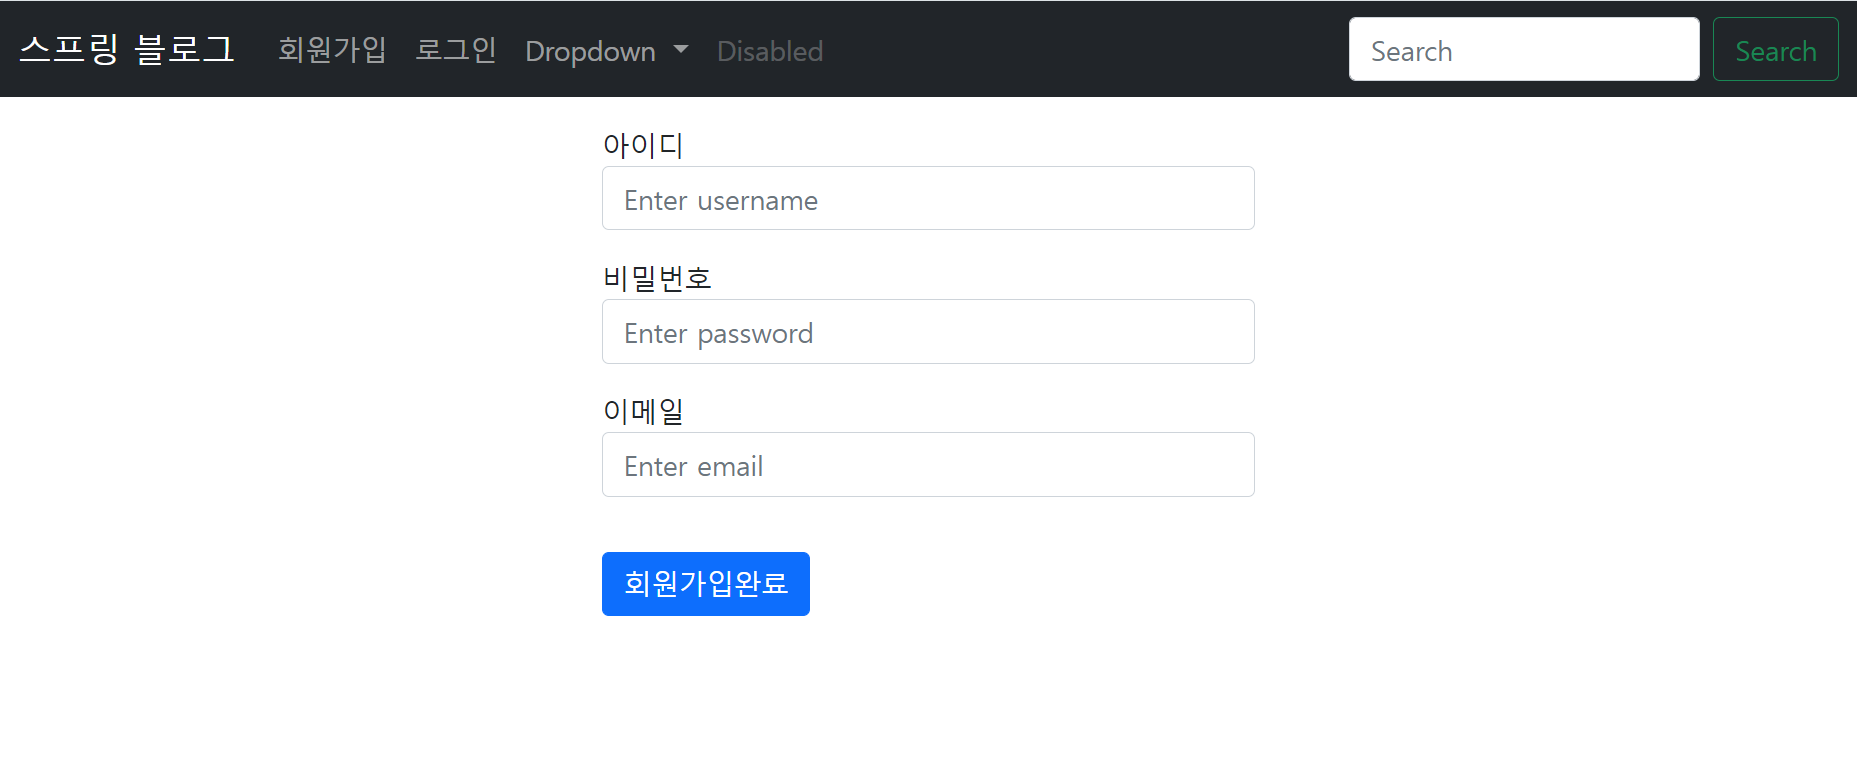 스프링 블로그 회원가입 로그인 Dropdown Disabled Search Search
아이디
Enter username
비밀번호
Enter password
이메일
Enter email
회원가입완료